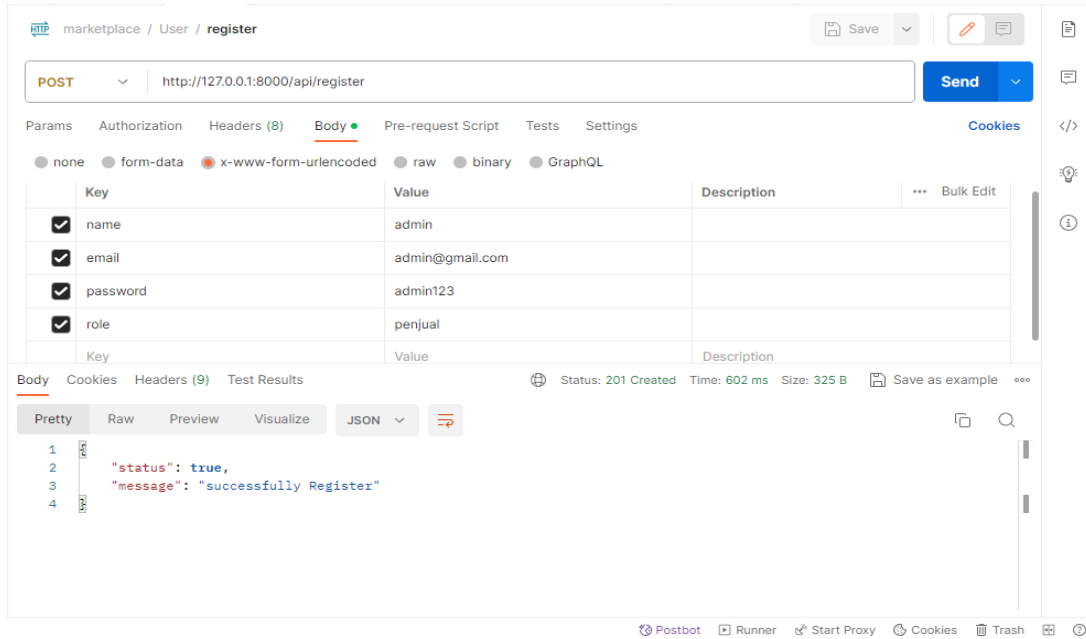 HTTP marketplace / User / register Save
POST http://127.0.0.1:8000/api/register Send
Params Authorization Headers (8) Body Pre-request Script Tests Settings Cookies
none form-data x-www-form-urlencoded raw binary GraphQL
Key Value Description Bulk Edit
name admin
email admin@gmail.com
password admin123
role penjual
Key Value Description
Body Cookies Headers (9) Test Results Status: 201 Created Time: 602 ms Size: 325 B Save as example
Pretty Raw Preview Visualize JSON
1 {
2 "status": true,
3 "message": "successfully Register"
4 }
Postbot Runner Start Proxy Cookies Trash